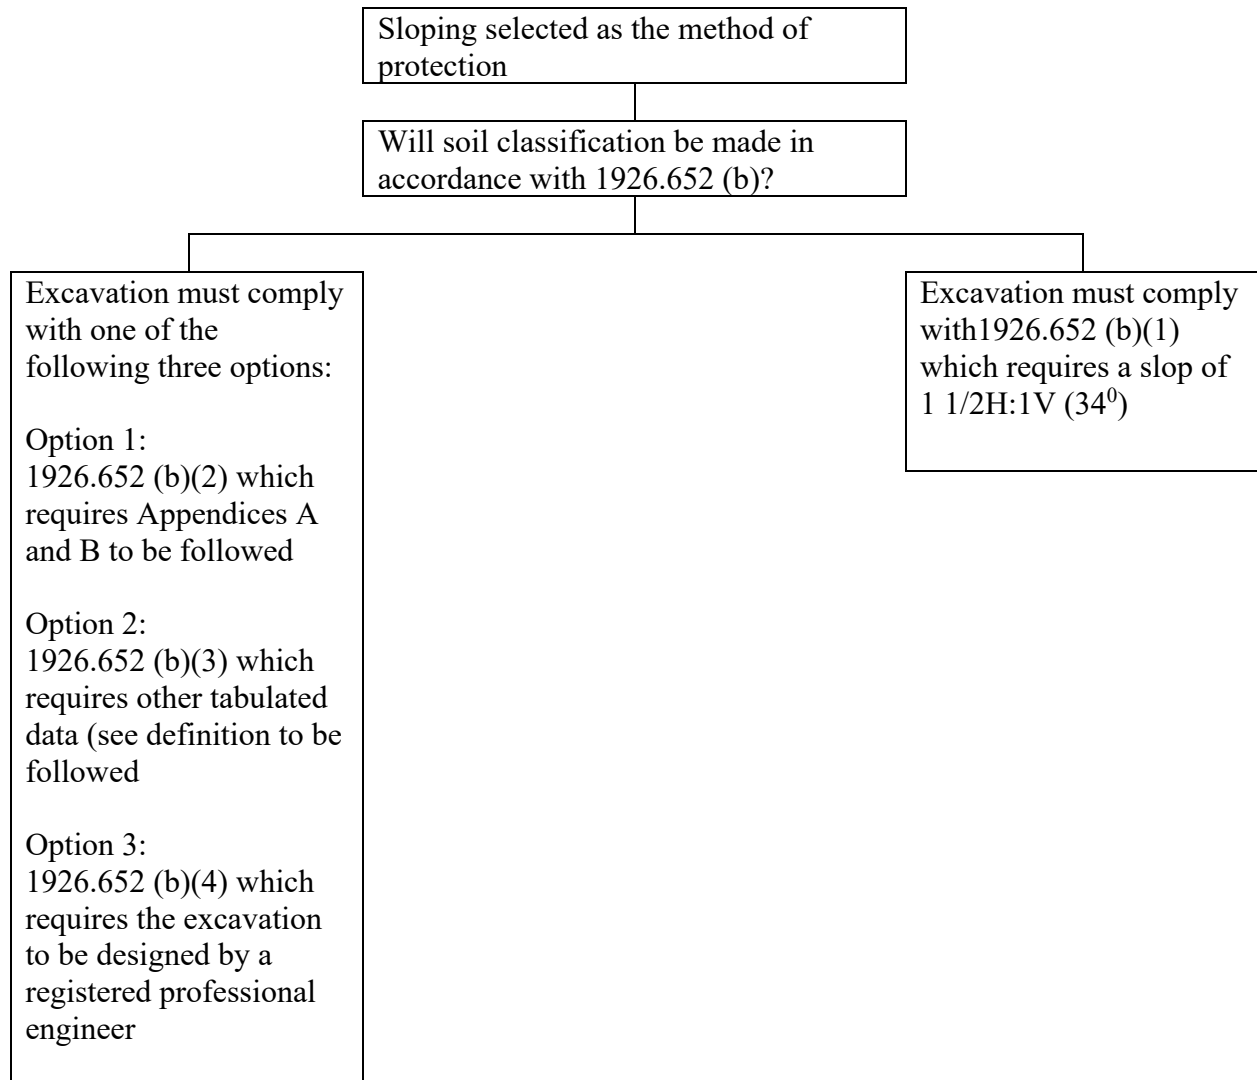 Sloping selected as the method of
protection
Will soil classification be made in
accordance with 1926.652 (b)?
Excavation must comply
with one of the
following three options:
Option 1:
1926.652 (b)(2) which
requires Appendices A
and B to be followed
Option 2:
1926.652 (b)(3) which
requires other tabulated
data (see definition to be
followed
Option 3:
1926.652 (b)(4) which
requires the excavation
to be designed by a
registered professional
engineer
Excavation must comply
with1926.652 (b)(1)
which requires a slop of
1 1/2H:1V (34⁰)